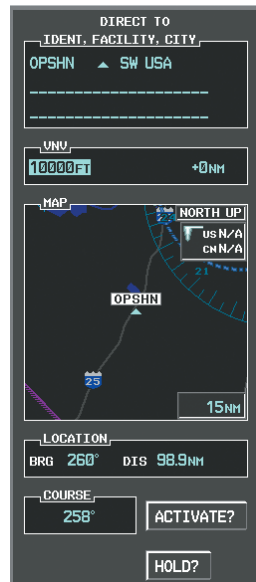 DIRECT TO
IDENT, FACILITY, CITY
OPSHN SW USA
VNV
10000FT +0NM
MAP
NORTH UP
US N/A
CN N/A
21
OPSHN
25
15NM
LOCATION
BRG 260° DIS 98.9NM
COURSE
258°
ACTIVATE?
HOLD?